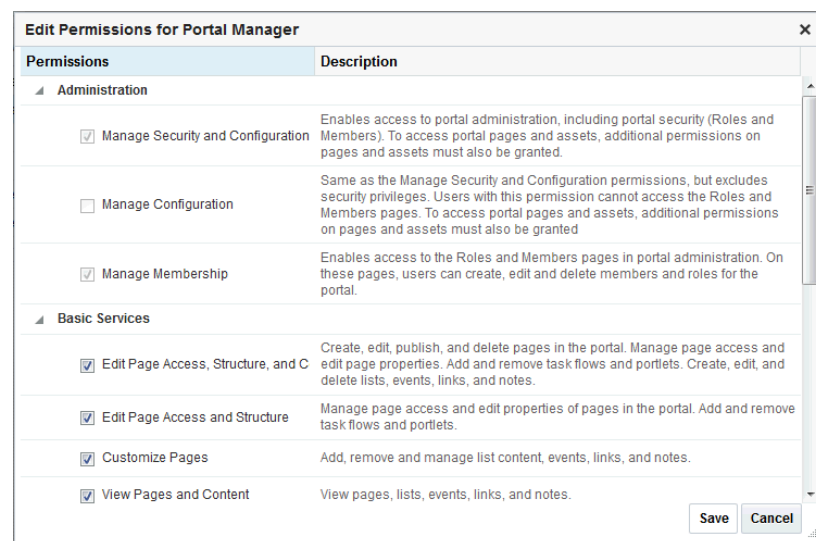 Edit Permissions for Portal Manager
Permissions Description
Administration
Enables access to portal administration, including portal security (Roles and
Manage Security and Configuration Members). To access portal pages and assets, additional permissions on
pages and assets must also be granted.
Same as the Manage Security and Configuration permissions, but excludes
Manage Configuration security privileges. Users with this permission cannot access the Roles and
Members pages. To access portal pages and assets, additional permissions
on pages and assets must also be granted
Enables access to the Roles and Members pages in portal administration. On
Manage Membership these pages, users can create, edit and delete members and roles for the
portal.
Basic Services
Create, edit, publish, and delete pages in the portal. Manage page access and
Edit Page Access, Structure, and C edit page properties. Add and remove task flows and portlets. Create, edit, and
delete lists, events, links, and notes.
Edit Page Access and Structure Manage page access and edit properties of pages in the portal. Add and remove
task flows and portlets.
Customize Pages Add, remove and manage list content, events, links, and notes.
View Pages and Content View pages, lists, events, links, and notes.
Save Cancel